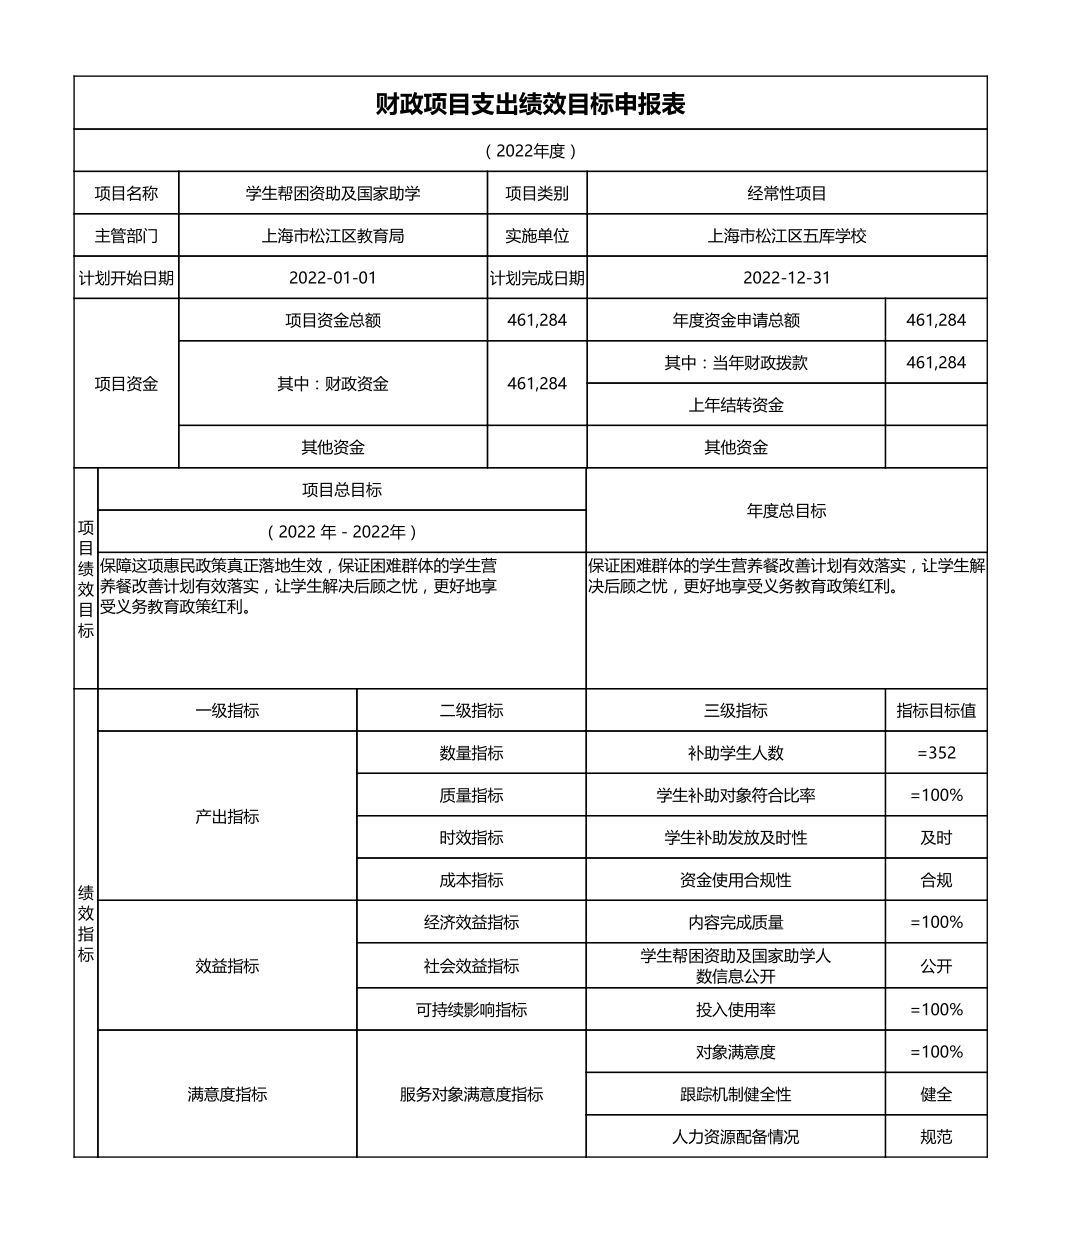 财政项目支出绩效目标申报表
（2022年度）
项目名称 学生帮困资助及国家助学 项目类别 经常性项目
主管部门 上海市松江区教育局 实施单位 上海市松江区五厍学校
计划开始日期 2022-01-01 计划完成日期 2022-12-31
项目资金 项目资金总额 461,284 年度资金申请总额 461,284
其中：财政资金 461,284 其中：当年财政拨款 461,284
上年结转资金
其他资金 其他资金
项目绩效目标 项目总目标 年度总目标
（2022 年 - 2022年）
保障这项惠民政策真正落地生效，保证困难群体的学生营
养餐改善计划有效落实，让学生解决后顾之忧，更好地享
受义务教育政策红利。
保证困难群体的学生营养餐改善计划有效落实，让学生解
决后顾之忧，更好地享受义务教育政策红利。
绩效指标 一级指标 二级指标 三级指标 指标目标值
产出指标 数量指标 补助学生人数 =352
质量指标 学生补助对象符合比率 =100%
时效指标 学生补助发放及时性 及时
成本指标 资金使用合规性 合规
效益指标 经济效益指标 内容完成质量 =100%
社会效益指标 学生帮困资助及国家助学人
数信息公开 公开
可持续影响指标 投入使用率 =100%
满意度指标 服务对象满意度指标 对象满意度 =100%
跟踪机制健全性 健全
人力资源配备情况 规范